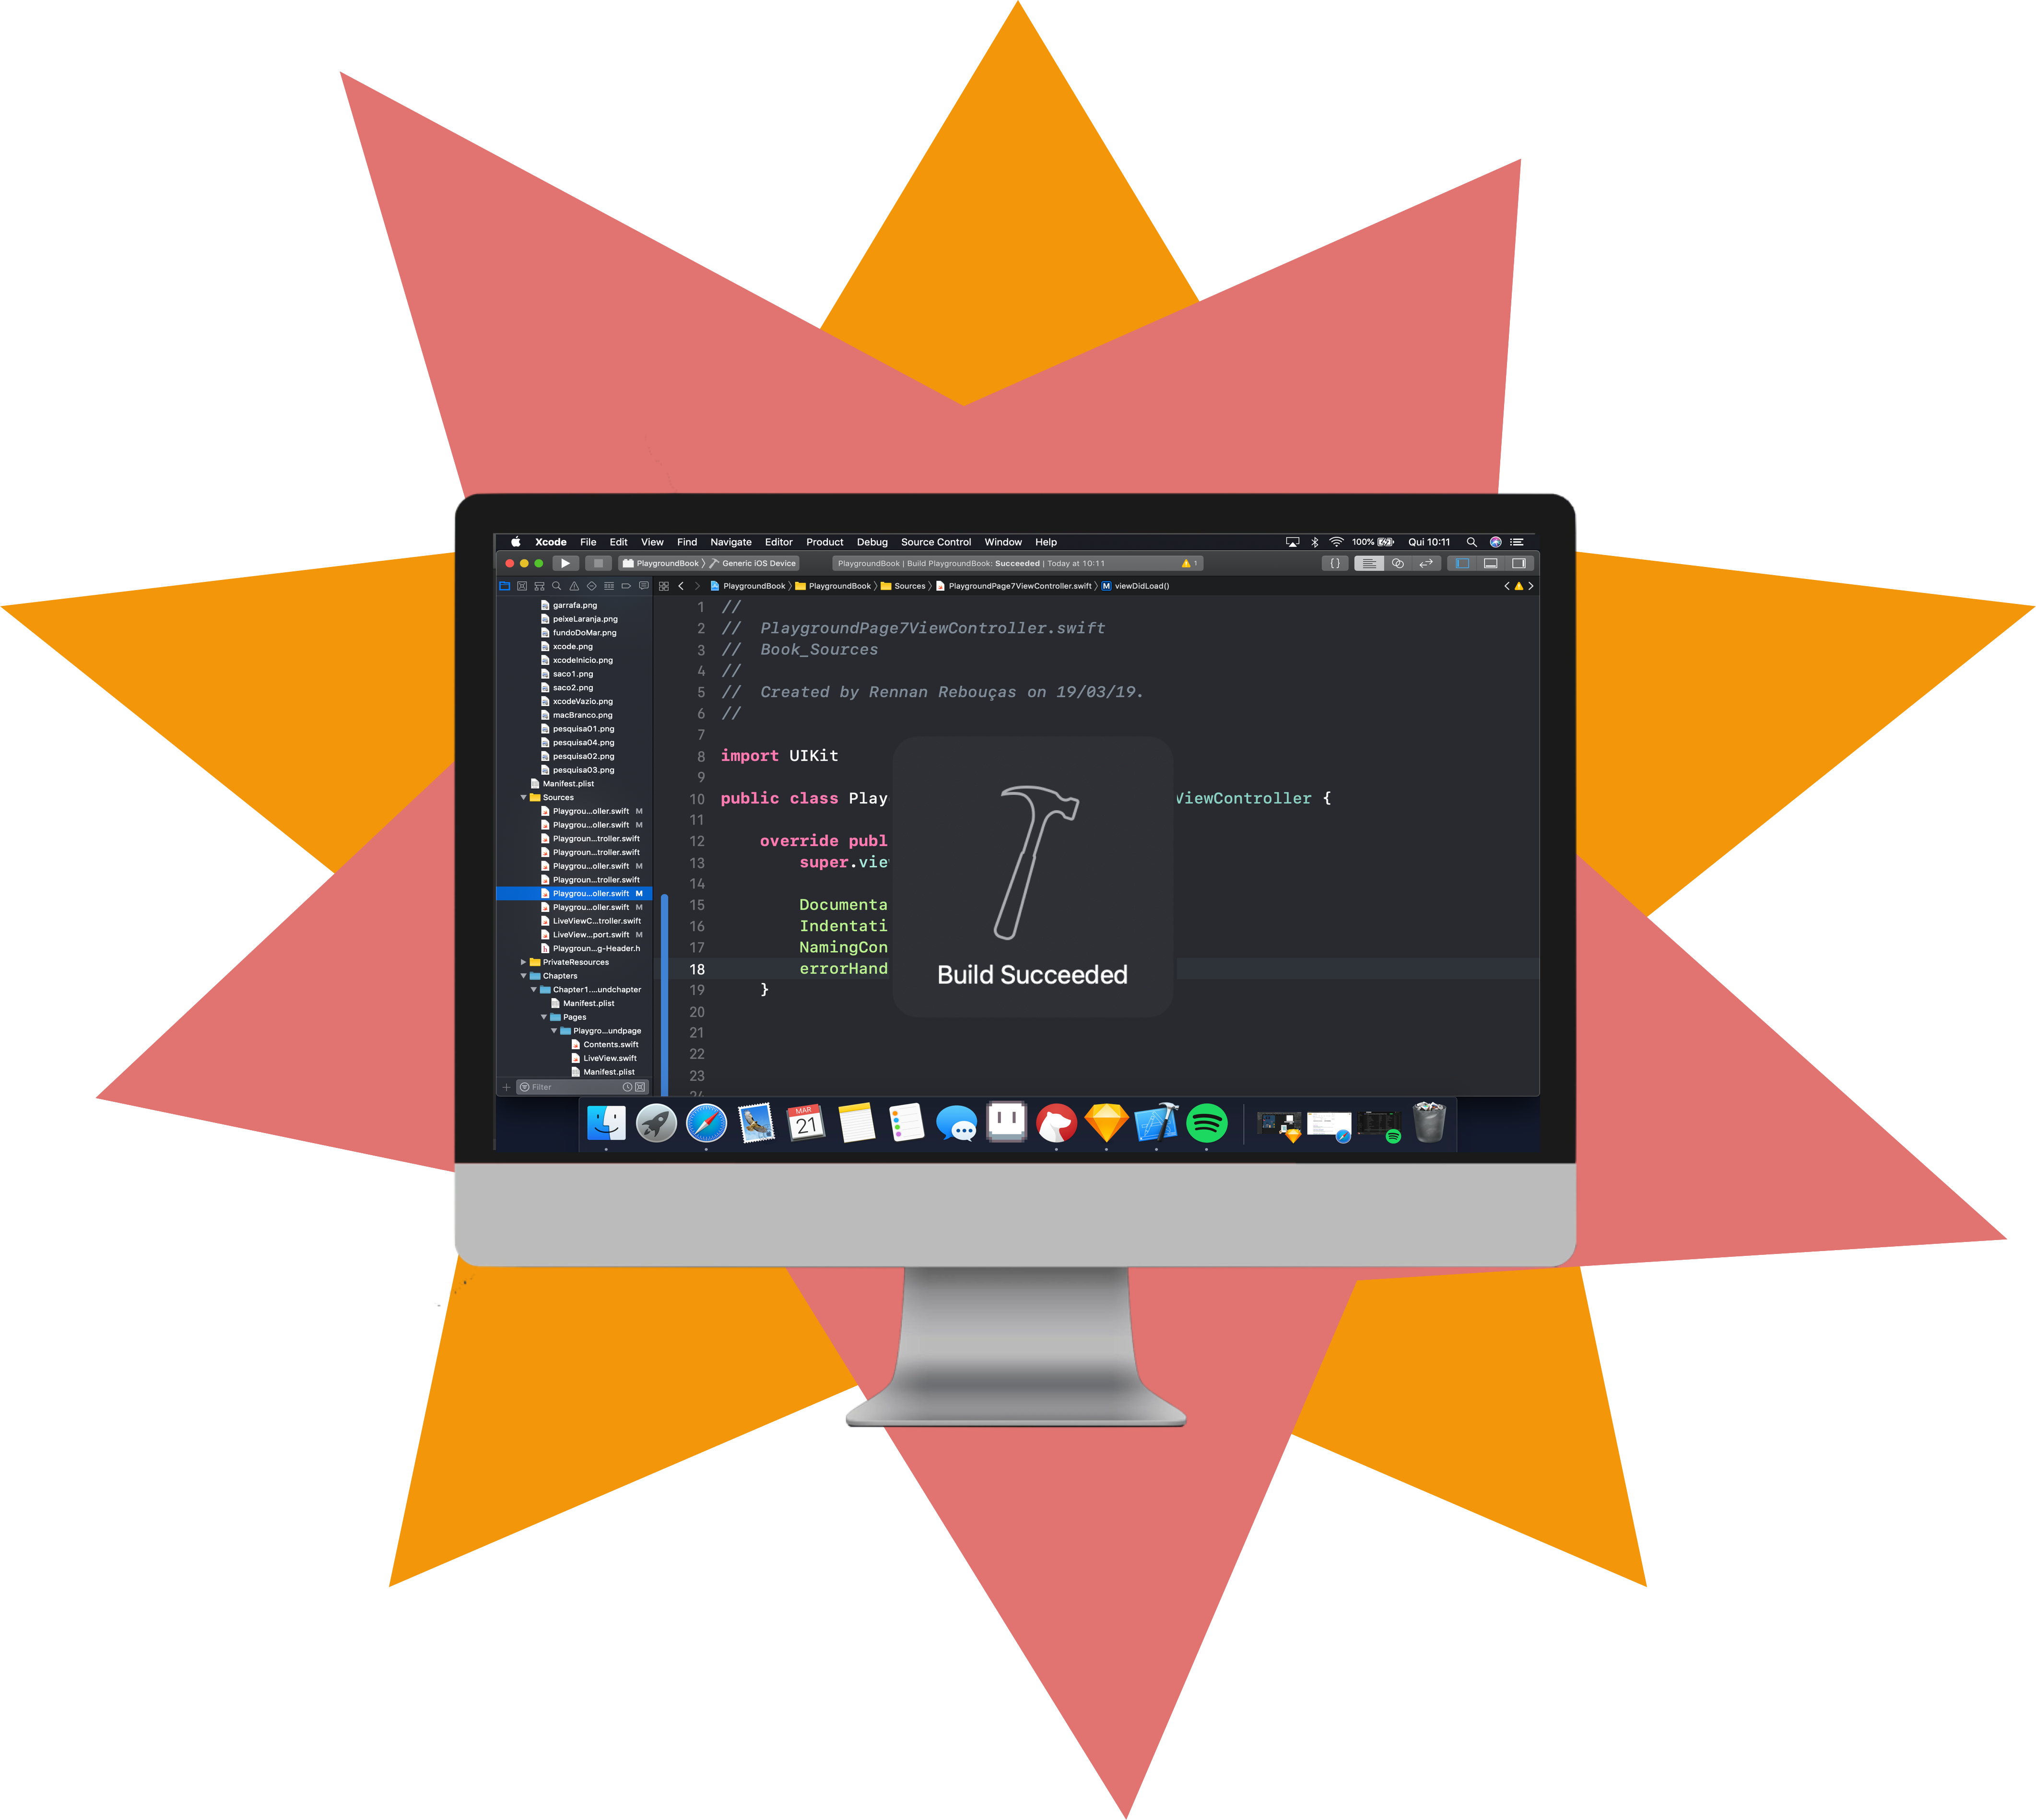 Xcode File Edit View Find Navigate Editor Product Debug Source Control Window Help 100% Qui 10:11
PlaygroundBook Generic iOS Device PlaygroundBook | Build PlaygroundBook: Succeeded | Today at 10:11 1
PlaygroundBook PlaygroundBook Sources PlaygroundPage7ViewController.swift M viewDidLoad()
garrafa.png
peixeLaranja.png
fundoDoMar.png
xcode.png
xcodeInicio.png
saco1.png
saco2.png
xcodeVazio.png
macBranco.png
pesquisa01.png
pesquisa04.png
pesquisa02.png
pesquisa03.png
Manifest.plist
Sources
Playgrou...oller.swift M
Playgrou...oller.swift M
Playgroun...troller.swift
Playgroun...troller.swift
Playgrou...oller.swift M
Playgroun...troller.swift
Playgrou...oller.swift M
Playgrou...oller.swift M
LiveViewC...troller.swift
LiveView...port.swift M
Playgroun...g-Header.h
PrivateResources
Chapters
Chapter1....undchapter
Manifest.plist
Pages
Playgro...undpage
Contents.swift
LiveView.swift
Manifest.plist
Filter
1 //
2 // PlaygroundPage7ViewController.swift
3 // Book_Sources
4 //
5 // Created by Rennan Rebouças on 19/03/19.
6 //
7
8 import UIKit
9
10 public class Play ViewController {
11
12 override publ
13 super.vie
14
15 Documenta
16 Indentati
17 NamingCon
18 errorHand
19 }
20
21
22
23
24
Build Succeeded
MAR
21